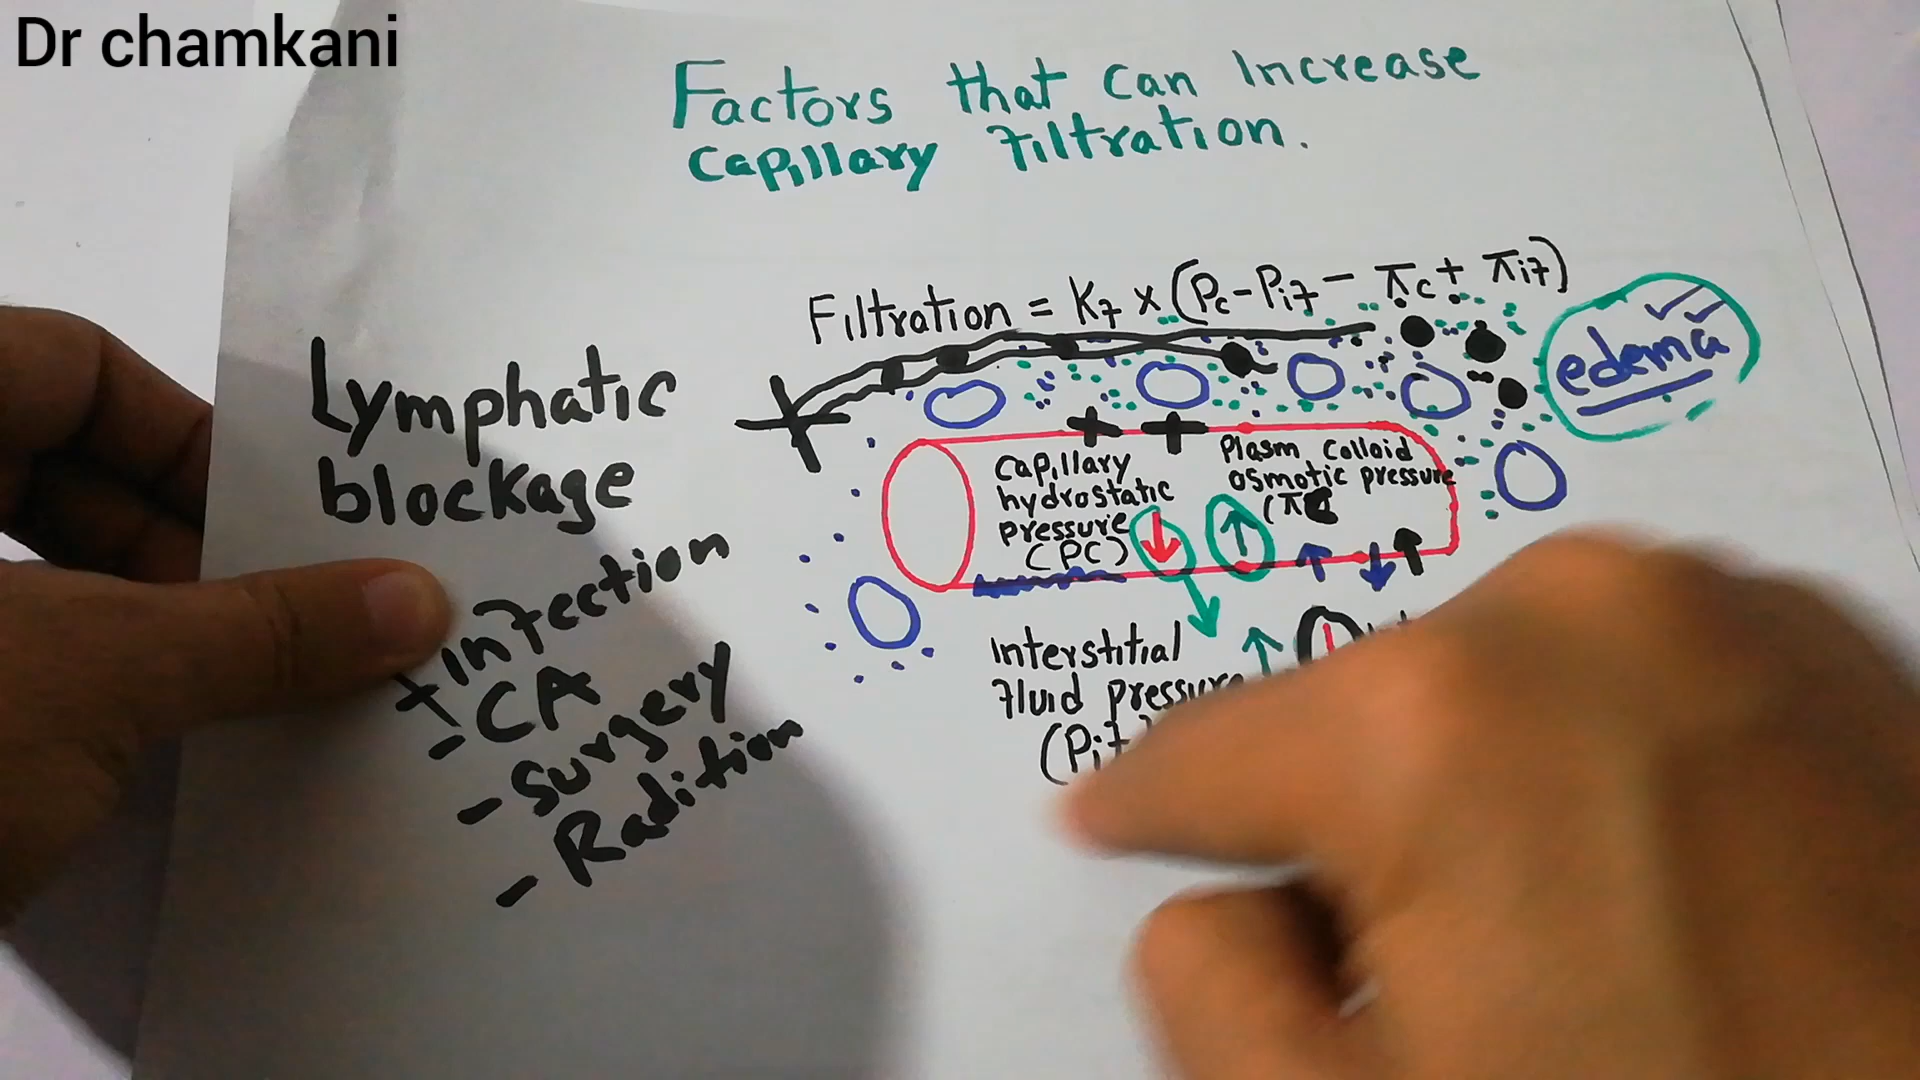 Dr chamkani
Factors that can Increase
Capillary Filtration.
Filtration = Kf × (Pc - Pif - πc + πif)
edema
Lymphatic
blockage
Infection
- CA
- Surgery
- Radition
Capillary
hydrostatic
pressure
(PC)
Plasm Colloid
osmotic pressure
Interstitial
Fluid pressure
(Pif